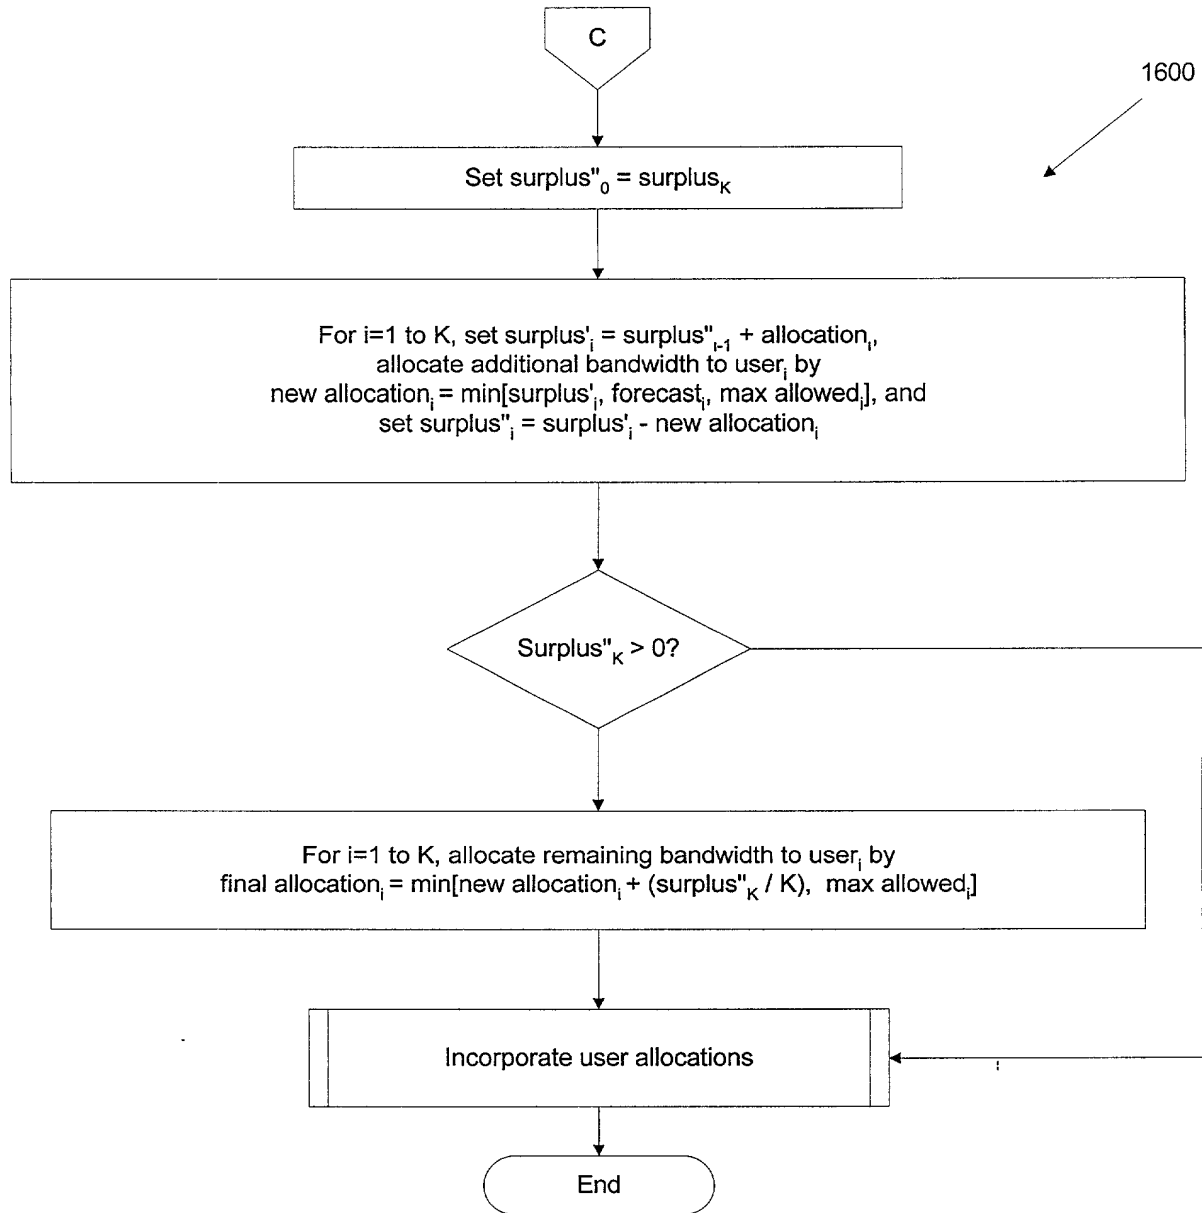 C
1600
Set surplus"₀ = surplusK
For i=1 to K, set surplus'ᵢ = surplus"ᵢ₋₁ + allocationᵢ,
allocate additional bandwidth to userᵢ by
new allocationᵢ = min[surplus'ᵢ, forecastᵢ, max allowedᵢ], and
set surplus"ᵢ = surplus'ᵢ - new allocationᵢ
Surplus"K > 0?
For i=1 to K, allocate remaining bandwidth to userᵢ by
final allocationᵢ = min[new allocationᵢ + (surplus"K / K), max allowedᵢ]
Incorporate user allocations
End